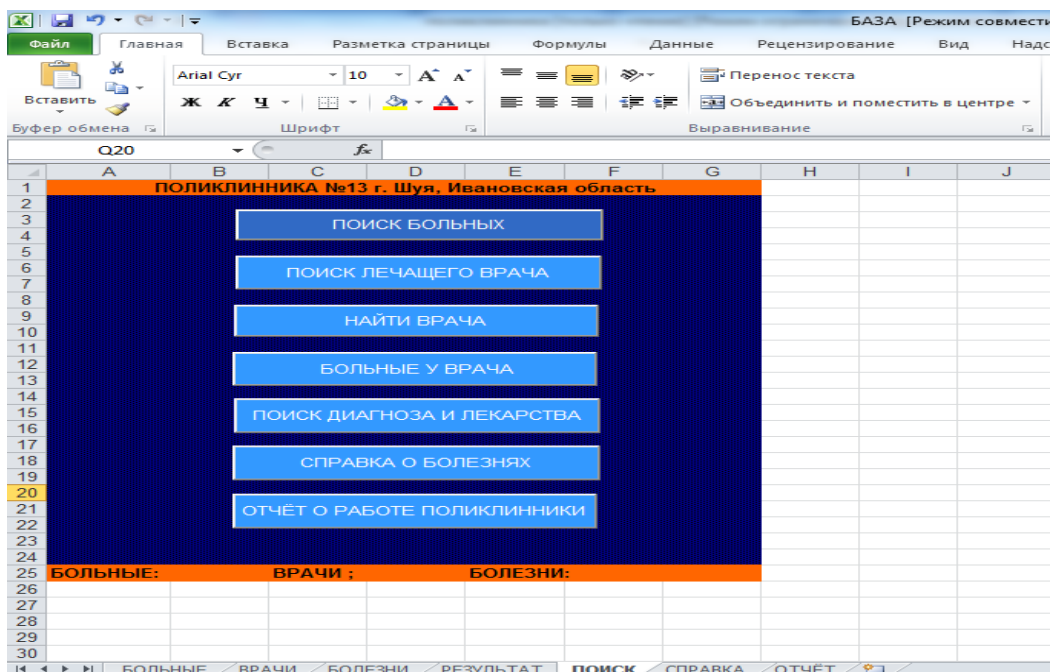 БАЗА [Режим совмести
Файл Главная Вставка Разметка страницы Формулы Данные Рецензирование Вид Надс
Вставить
Arial Cyr 10 А А
Ж К Ч
Перенос текста
Объединить и поместить в центре
Буфер обмена Шрифт Выравнивание
Q20 fx
A B C D E F G H I J
1 ПОЛИКЛИННИКА №13 г. Шуя, Ивановская область
2
3 ПОИСК БОЛЬНЫХ
4
5
6 ПОИСК ЛЕЧАЩЕГО ВРАЧА
7
8
9 НАЙТИ ВРАЧА
10
11
12 БОЛЬНЫЕ У ВРАЧА
13
14
15 ПОИСК ДИАГНОЗА И ЛЕКАРСТВА
16
17
18 СПРАВКА О БОЛЕЗНЯХ
19
20
21 ОТЧЁТ О РАБОТЕ ПОЛИКЛИННИКИ
22
23
24
25 БОЛЬНЫЕ: ВРАЧИ ; БОЛЕЗНИ:
26
27
28
29
30
БОЛЬНЫЕ ВРАЧИ БОЛЕЗНИ РЕЗУЛЬТАТ ПОИСК СПРАВКА ОТЧЁТ